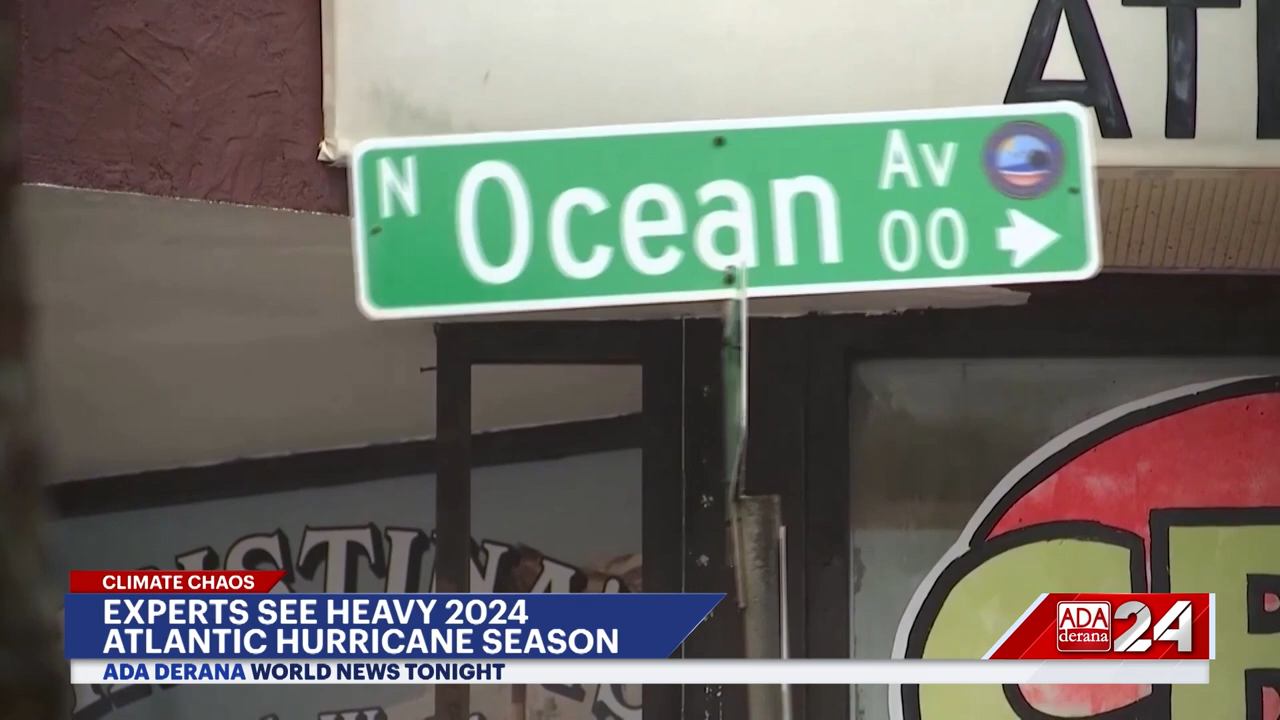 N Ocean Av
00
CLIMATE CHAOS
EXPERTS SEE HEAVY 2024
ATLANTIC HURRICANE SEASON
ADA DERANA WORLD NEWS TONIGHT
ADA
derana
24